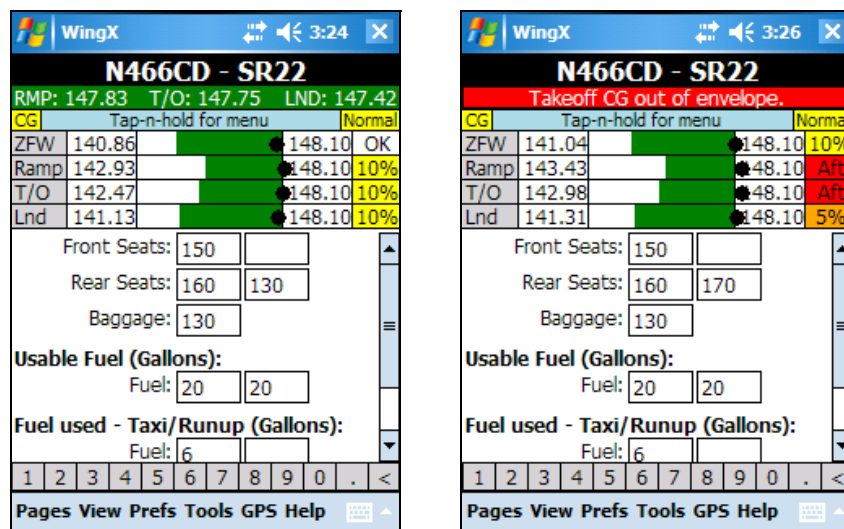 WingX 3:24 X
N466CD - SR22
RMP: 147.83 T/O: 147.75 LND: 147.42
CG Tap-n-hold for menu Normal
ZFW 140.86 148.10 OK
Ramp 142.93 148.10 10%
T/O 142.47 148.10 10%
Lnd 141.13 148.10 10%
Front Seats: 150
Rear Seats: 160 130
Baggage: 130
Usable Fuel (Gallons):
Fuel: 20 20
Fuel used - Taxi/Runup (Gallons):
Fuel: 6
1 2 3 4 5 6 7 8 9 0 . <
Pages View Prefs Tools GPS Help
WingX 3:26 X
N466CD - SR22
Takeoff CG out of envelope.
CG Tap-n-hold for menu Norma
ZFW 141.04 148.10 10%
Ramp 143.43 148.10 Aft
T/O 142.98 148.10 Aft
Lnd 141.31 148.10 5%
Front Seats: 150
Rear Seats: 160 170
Baggage: 130
Usable Fuel (Gallons):
Fuel: 20 20
Fuel used - Taxi/Runup (Gallons):
Fuel: 6
1 2 3 4 5 6 7 8 9 0 . <
Pages View Prefs Tools GPS Help